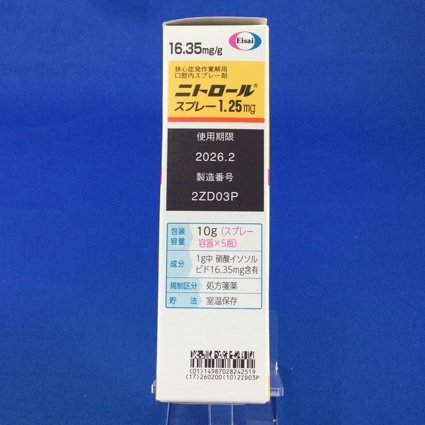 16.35mg/g
Eisai
狭心症発作寛解用
口腔内スプレー剤
ニトロール®
スプレー1.25mg
使用期限
2026.2
製造番号
2ZD03P
包装容量 10g(スプレー容器×5瓶)
成分 1g中 硝酸イソソルビド16.35mg含有
規制区分 処方箋薬
貯法 室温保存
(01)14987028242519
(17)260200(10)2ZD03P